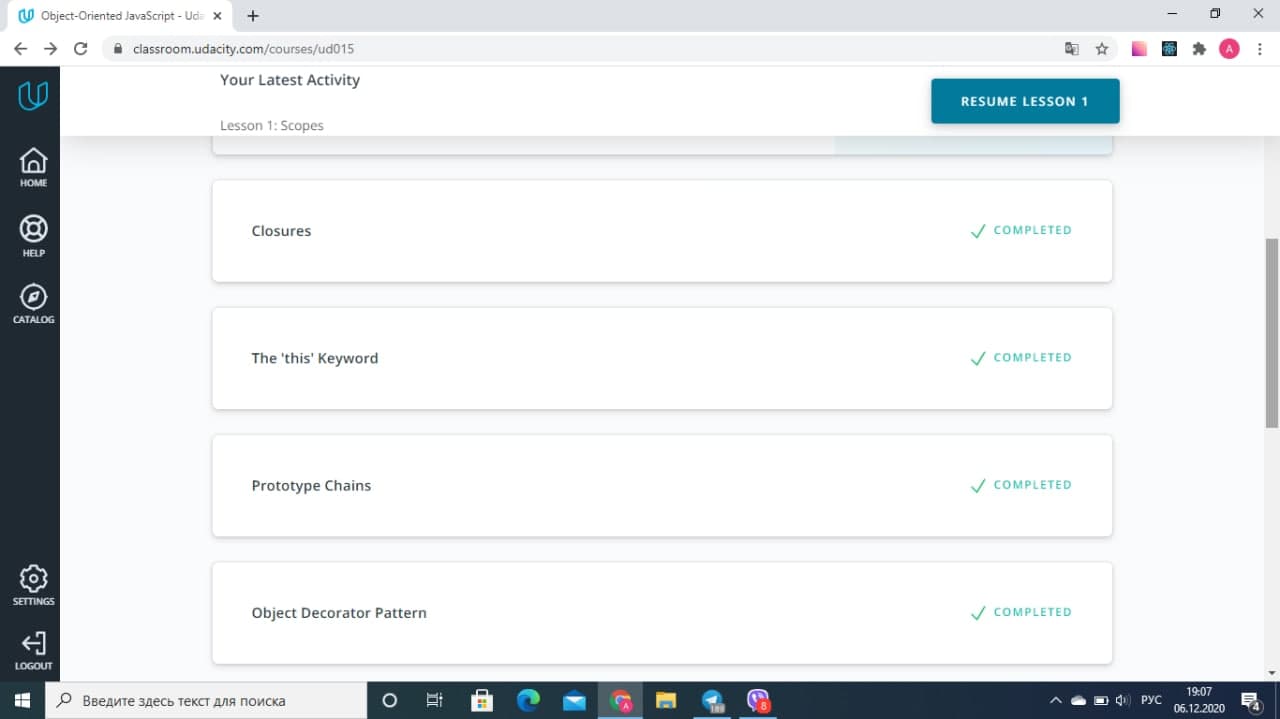 Object-Oriented JavaScript - Uda
classroom.udacity.com/courses/ud015
A
Your Latest Activity
RESUME LESSON 1
Lesson 1: Scopes
HOME
HELP
CATALOG
SETTINGS
LOGOUT
Closures
COMPLETED
The 'this' Keyword
COMPLETED
Prototype Chains
COMPLETED
Object Decorator Pattern
COMPLETED
Введите здесь текст для поиска
A
8
РУС
19:07
06.12.2020
4